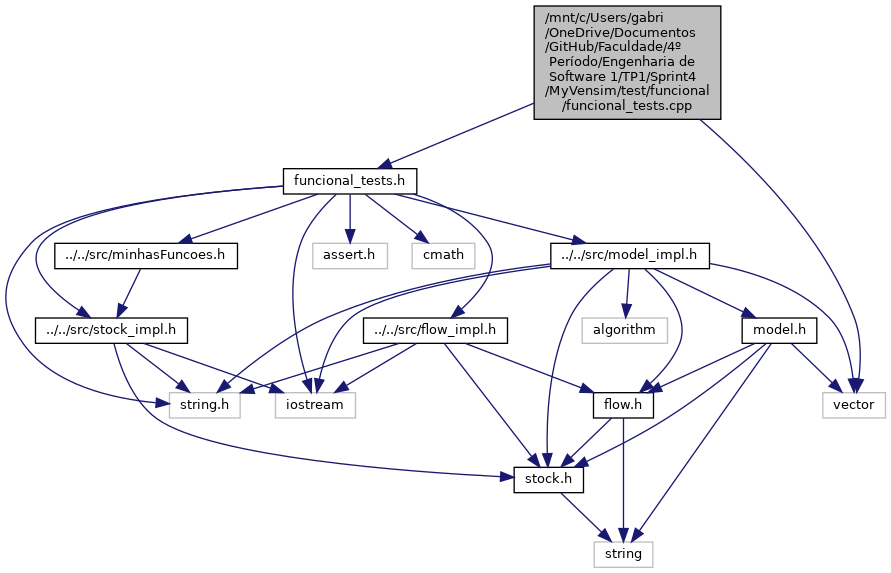 /mnt/c/Users/gabri
/OneDrive/Documentos
/GitHub/Faculdade/4º
Período/Engenharia de
Software 1/TP1/Sprint4
/MyVensim/test/funcional
/funcional_tests.cpp
funcional_tests.h
../../src/minhasFuncoes.h
assert.h
cmath
../../src/model_impl.h
../../src/stock_impl.h
../../src/flow_impl.h
algorithm
model.h
string.h
iostream
flow.h
vector
stock.h
string